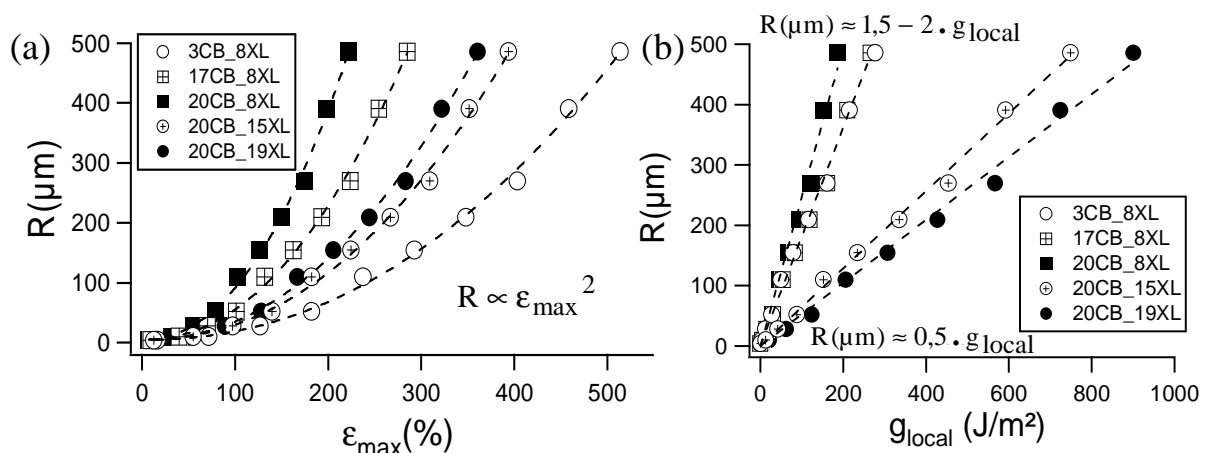 (a)
R(µm)
500
400
300
200
100
0
3CB_8XL
17CB_8XL
20CB_8XL
20CB_15XL
20CB_19XL
R ∝ εmax²
0
100
200
300
400
500
εmax(%)
(b)
R(µm)
500
400
300
200
100
0
R(µm) ≈ 1,5 – 2 . glocal
3CB_8XL
17CB_8XL
20CB_8XL
20CB_15XL
20CB_19XL
R(µm) ≈ 0,5 . glocal
0
200
400
600
800
1000
glocal (J/m²)